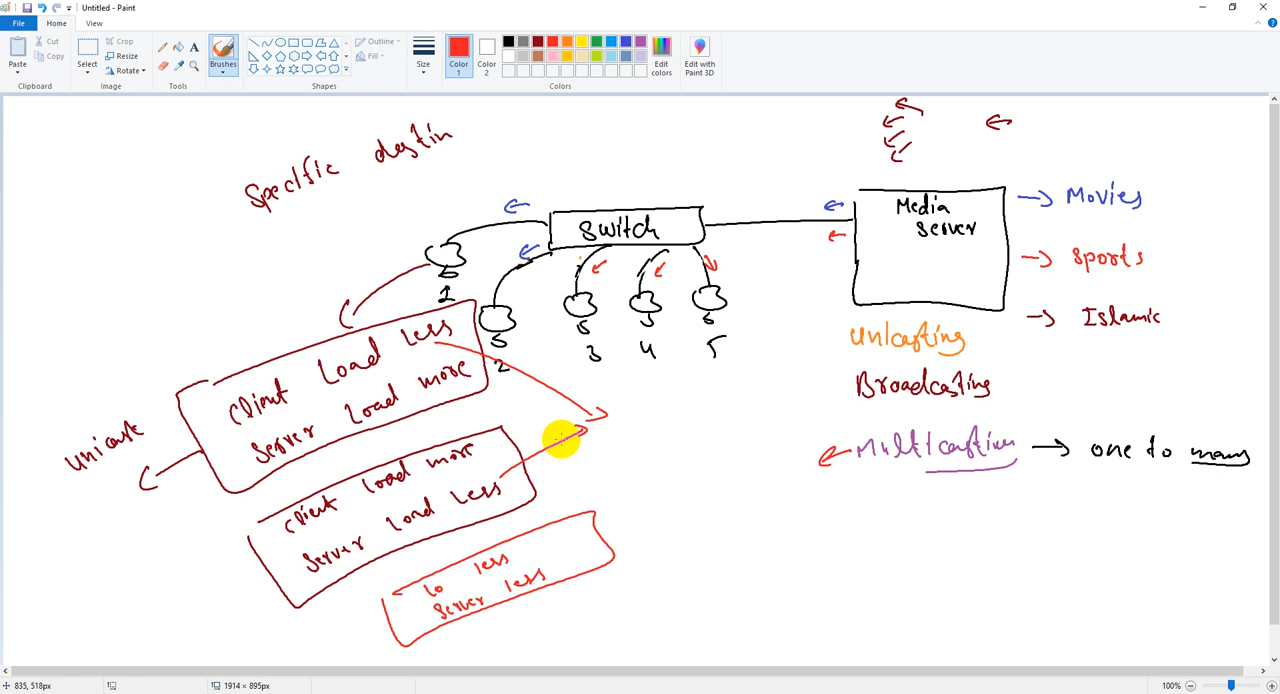 Untitled - Paint
File
Home
View
Paste
Cut
Copy
Clipboard
Select
Crop
Resize
Rotate
Image
Tools
Brushes
Shapes
Outline
Fill
Size
Color 1
Color 2
Edit colors
Colors
Edit with Paint 3D
Specific destin
Switch
Media
Server
Movies
Sports
Islamic
1
2
3
4
5
Unicasting
Broadcasting
Multicasting
one to many
Client Load Less
Server Load more
unicast
Client Load more
Server Load Less
less
Server less
835, 518px
1914 × 895px
100%